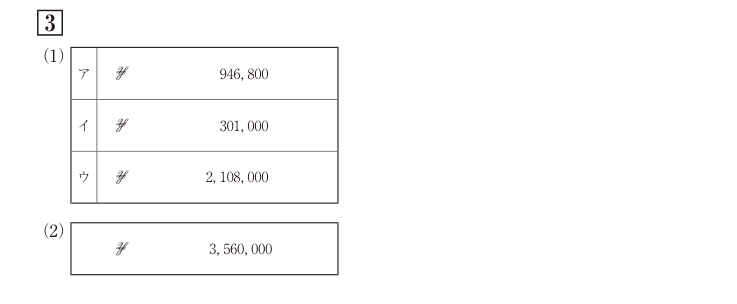 3
(1)
ア ¥ 946,800
イ ¥ 301,000
ウ ¥ 2,108,000
(2)
¥ 3,560,000